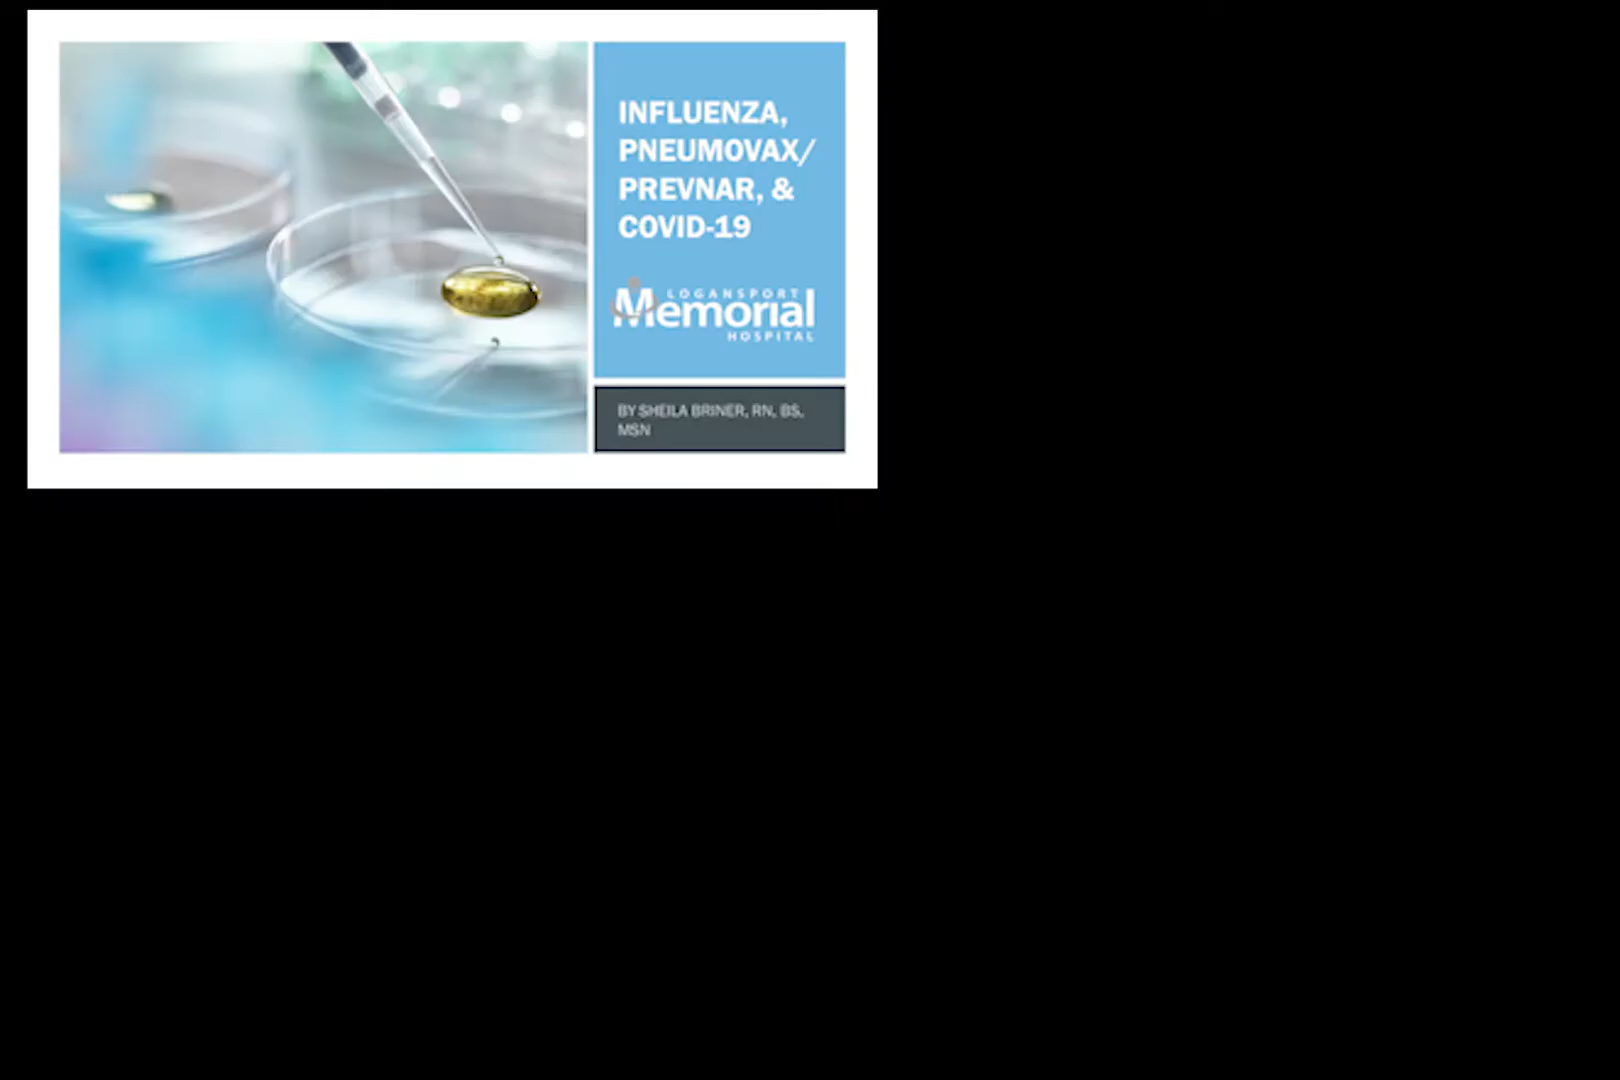 INFLUENZA,
PNEUMOVAX/
PREVNAR, &
COVID-19
LOGANSPORT
Memorial
HOSPITAL
BY SHEILA BRINER, RN, BS,
MSN